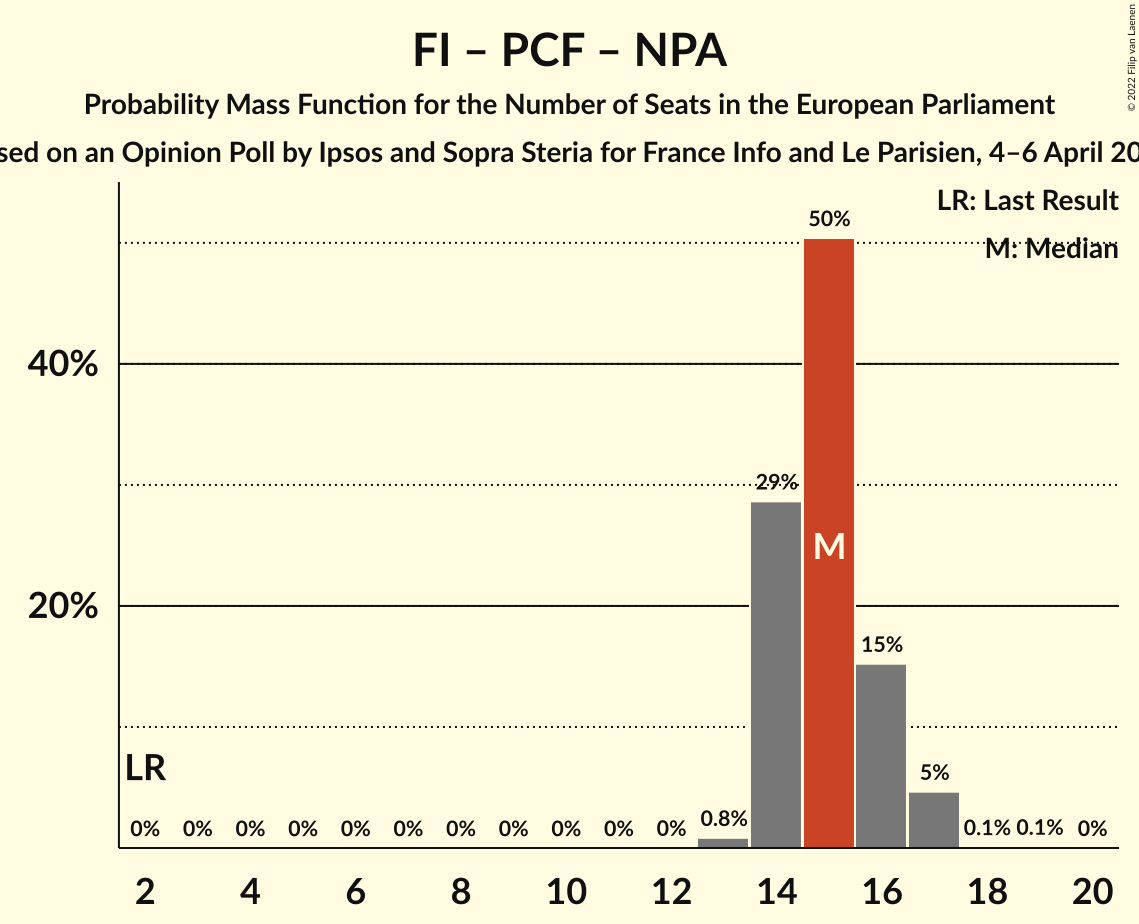 FI – PCF – NPA
Probability Mass Function for the Number of Seats in the European Parliament
sed on an Opinion Poll by Ipsos and Sopra Steria for France Info and Le Parisien, 4–6 April 20
© 2022 Filip van Laenen
LR: Last Result
M: Median
50%
40%
29%
M
20%
15%
LR
5%
0% 0% 0% 0% 0% 0% 0% 0% 0% 0% 0% 0.8% 0.1% 0.1% 0%
2 4 6 8 10 12 14 16 18 20